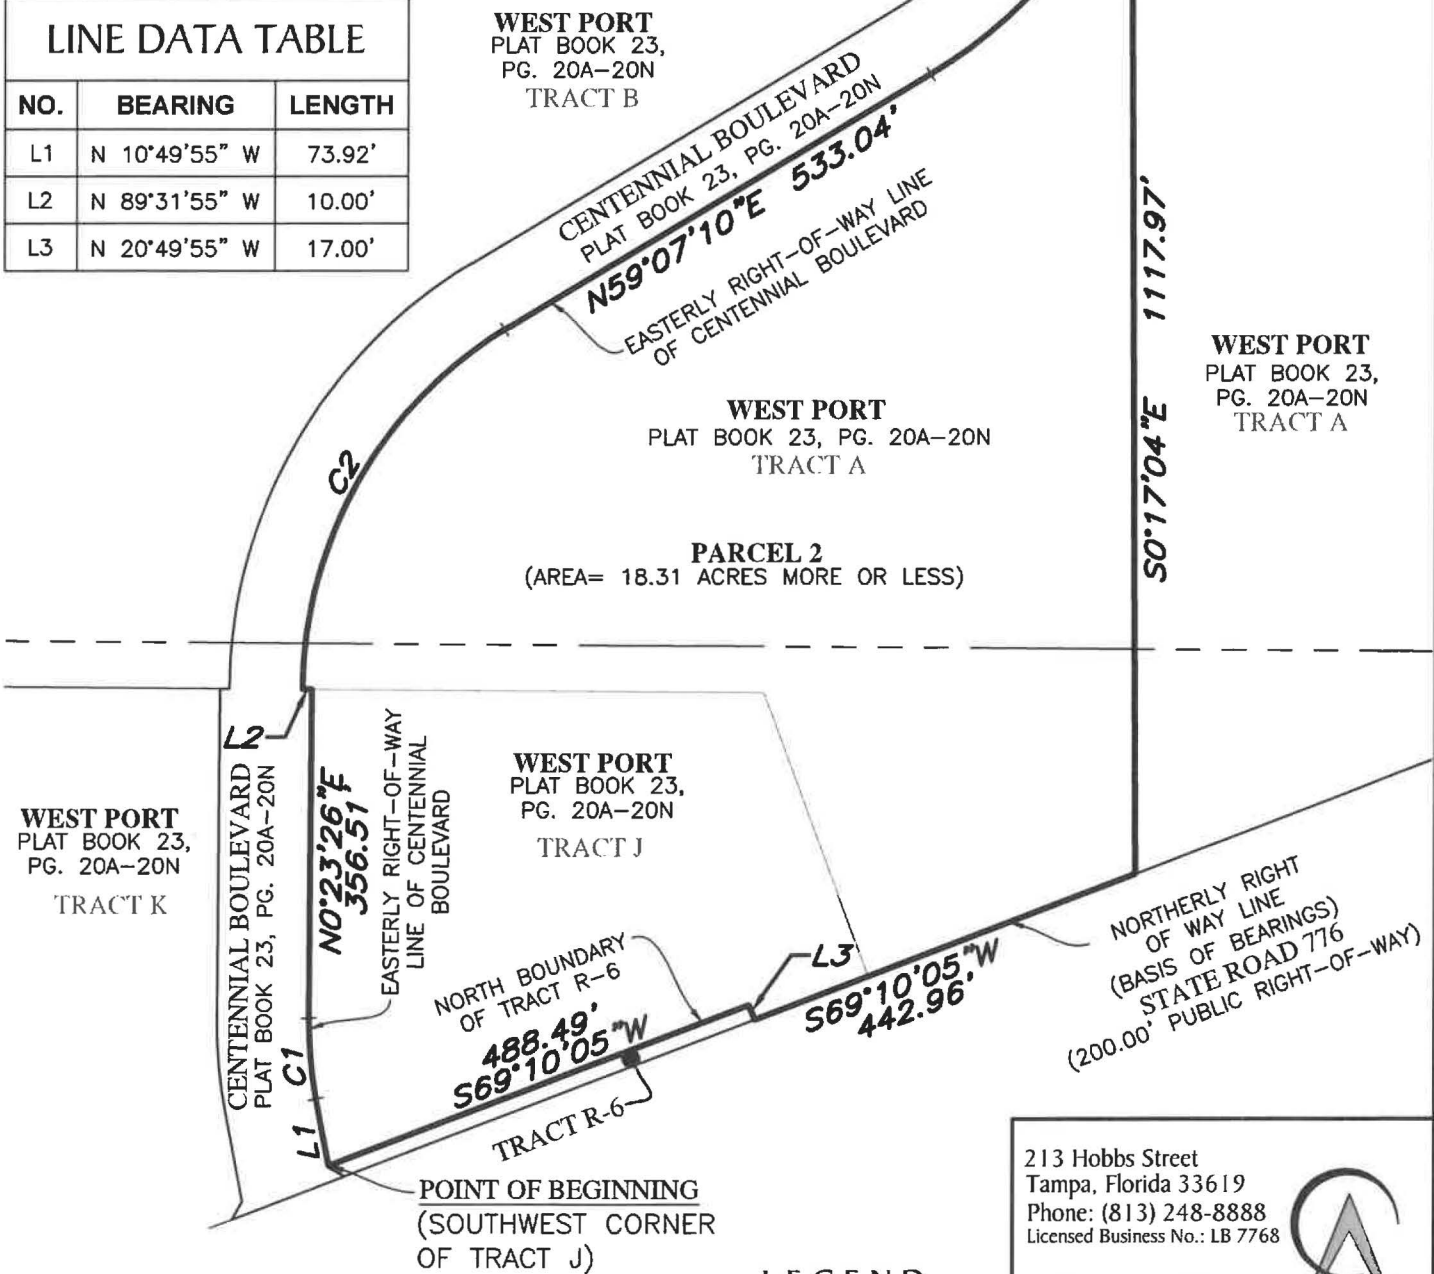 LINE DATA TABLE
NO. BEARING LENGTH
L1 N 10°49'55" W 73.92'
L2 N 89°31'55" W 10.00'
L3 N 20°49'55" W 17.00'
WEST PORT
PLAT BOOK 23,
PG. 20A-20N
TRACT B
CENTENNIAL BOULEVARD
PLAT BOOK 23, PG. 20A-20N
N59°07'10"E 533.04'
EASTERLY RIGHT-OF-WAY LINE
OF CENTENNIAL BOULEVARD
S0°17'04"E 1117.97'
WEST PORT
PLAT BOOK 23,
PG. 20A-20N
TRACT A
WEST PORT
PLAT BOOK 23, PG. 20A-20N
TRACT A
C2
PARCEL 2
(AREA= 18.31 ACRES MORE OR LESS)
L2
WEST PORT
PLAT BOOK 23,
PG. 20A-20N
TRACT K
CENTENNIAL BOULEVARD
PLAT BOOK 23, PG. 20A-20N
N0°23'26"E
356.51'
EASTERLY RIGHT-OF-WAY
LINE OF CENTENNIAL
BOULEVARD
WEST PORT
PLAT BOOK 23,
PG. 20A-20N
TRACT J
NORTH BOUNDARY
OF TRACT R-6
488.49'
S69°10'05"W
L3
S69°10'05"W
442.96'
NORTHERLY RIGHT
OF WAY LINE
(BASIS OF BEARINGS)
STATE ROAD 776
(200.00' PUBLIC RIGHT-OF-WAY)
C1
L1
TRACT R-6
POINT OF BEGINNING
(SOUTHWEST CORNER
OF TRACT J)
LEGEND
213 Hobbs Street
Tampa, Florida 33619
Phone: (813) 248-8888
Licensed Business No.: LB 7768